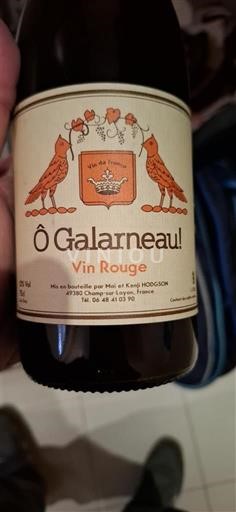 Vin de France
Ô Galarneau!
VINIOU
Vin Rouge
Mis en bouteille par Mai et Kenji HODGSON
49380 Champ-sur-Layon, France
Tél. 06 48 41 03 90